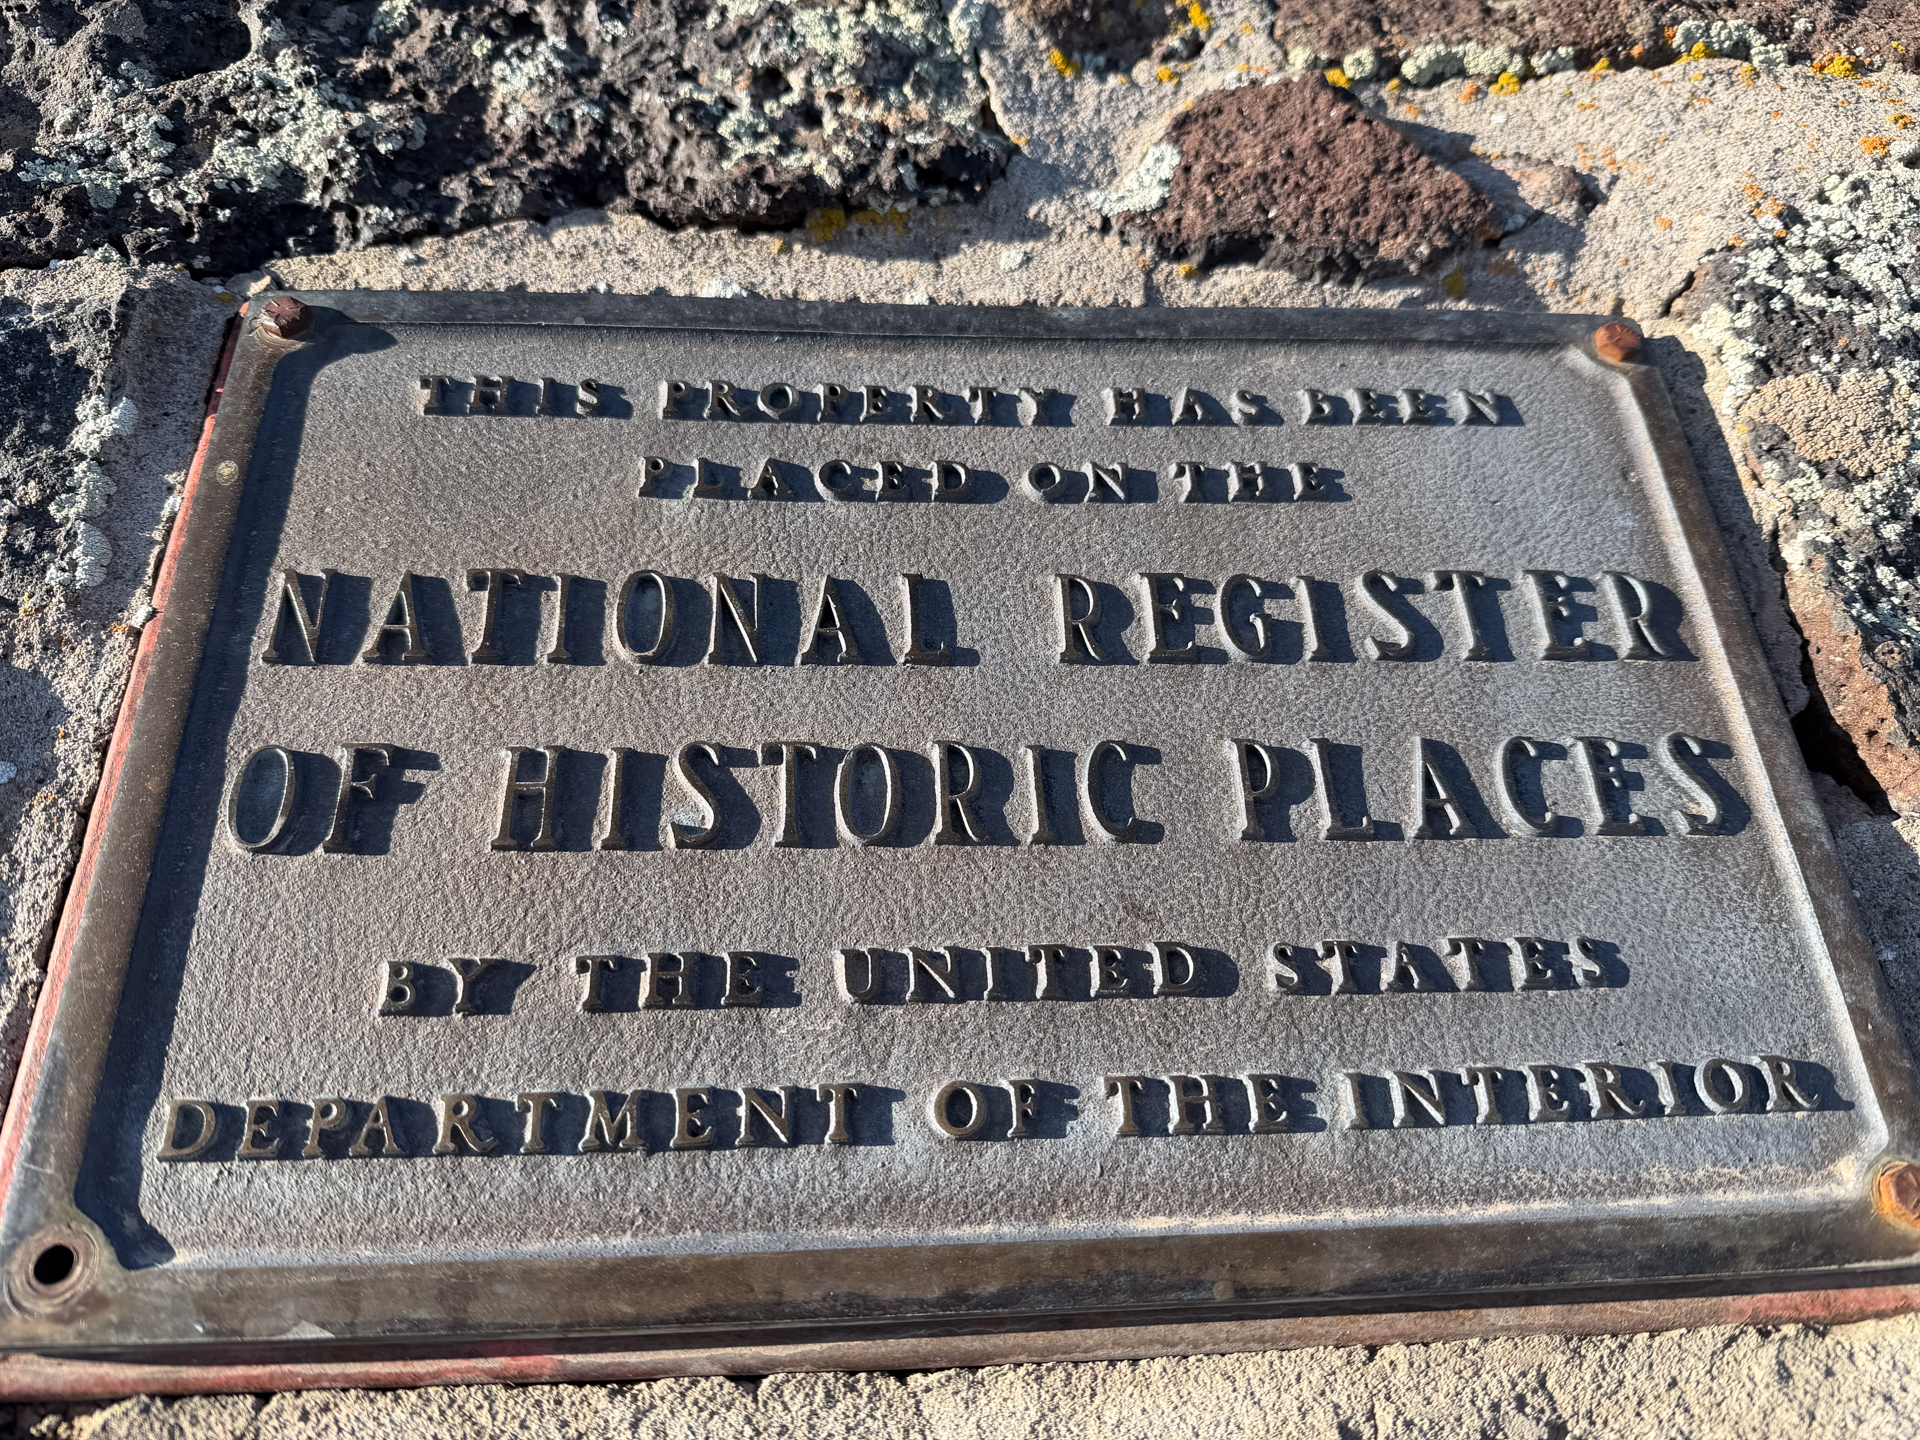 THIS PROPERTY HAS BEEN
PLACED ON THE
NATIONAL REGISTER
OF HISTORIC PLACES
BY THE UNITED STATES
DEPARTMENT OF THE INTERIOR